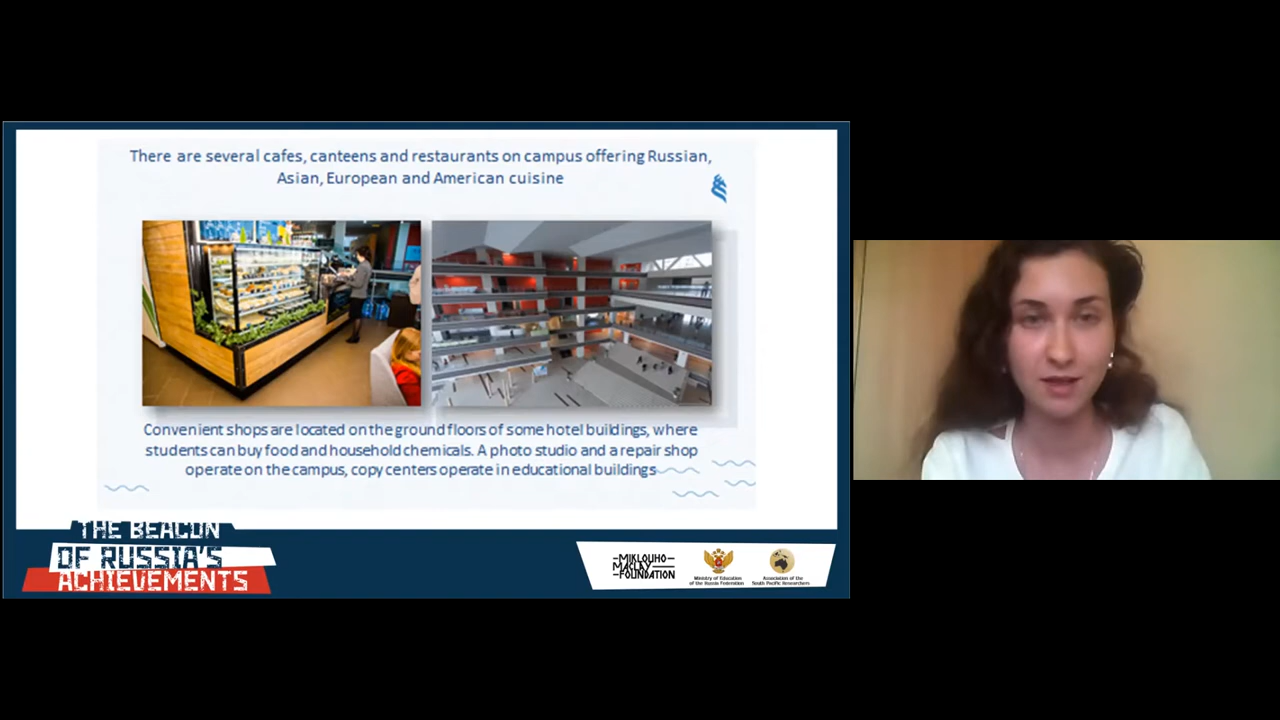 There are several cafes, canteens and restaurants on campus offering Russian,
Asian, European and American cuisine
Convenient shops are located on the ground floors of some hotel buildings, where
students can buy food and household chemicals. A photo studio and a repair shop
operate on the campus, copy centers operate in educational buildings
THE BEACON
OF RUSSIA'S
ACHIEVEMENTS
MIKLOUHO
MACLAY
FOUNDATION
Ministry of Education
of the Russia Federation
Association of the
South Pacific Researchers